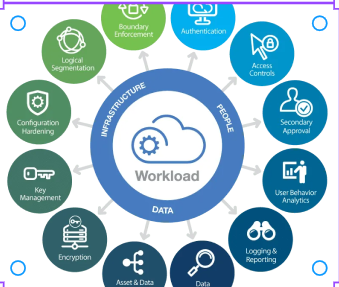 Boundary
Enforcement
Authentication
Logical
Segmentation
Access
Controls
INFRASTRUCTURE
PEOPLE
Configuration
Hardening
Secondary
Approval
Workload
Key
Management
User Behavior
Analytics
DATA
Encryption
Logging &
Reporting
Asset & Data
Data